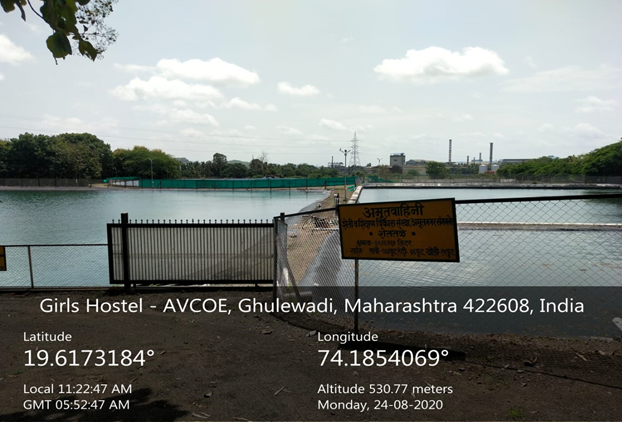 अमृतवाहिनी
• शेततळे •
Girls Hostel - AVCOE, Ghulewadi, Maharashtra 422608, India
Latitude
19.6173184°
Longitude
74.1854069°
Local 11:22:47 AM
GMT 05:52:47 AM
Altitude 530.77 meters
Monday, 24-08-2020